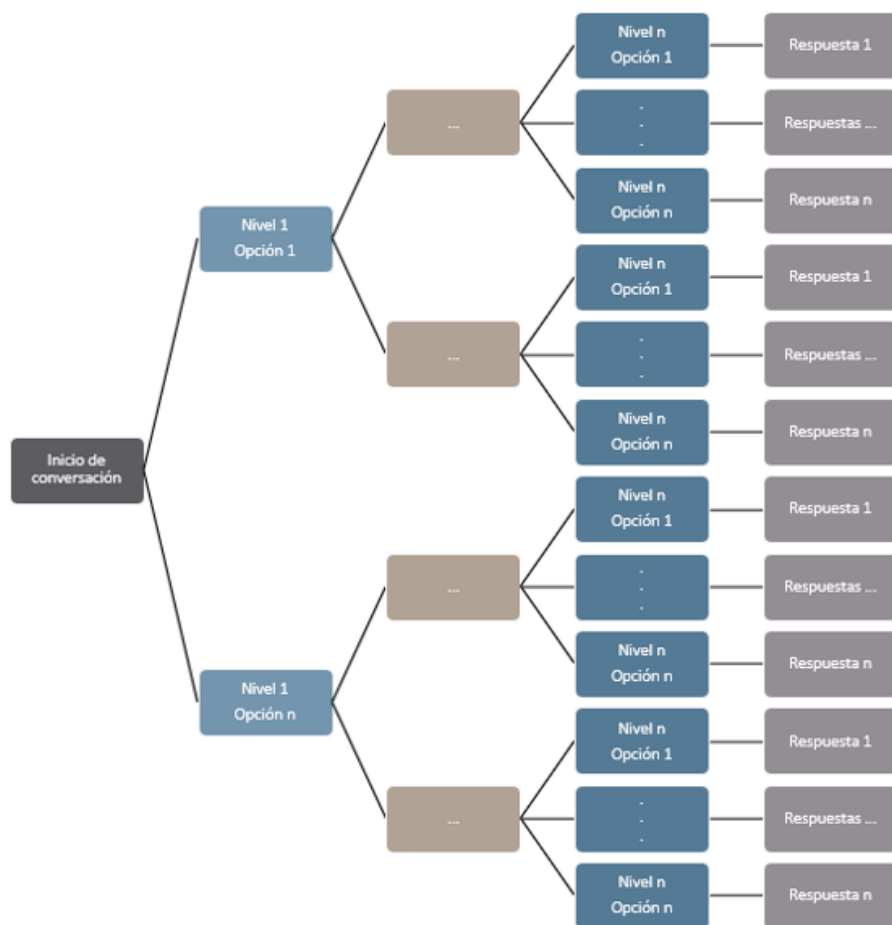 Inicio de
conversación
Nivel 1
Opción 1
Nivel 1
Opción n
...
...
...
...
Nivel n
Opción 1
.
.
.
Nivel n
Opción n
Nivel n
Opción 1
.
.
.
Nivel n
Opción n
Nivel n
Opción 1
.
.
.
Nivel n
Opción n
Nivel n
Opción 1
.
.
.
Nivel n
Opción n
Respuesta 1
Respuestas ...
Respuesta n
Respuesta 1
Respuestas ...
Respuesta n
Respuesta 1
Respuestas ...
Respuesta n
Respuesta 1
Respuestas ...
Respuesta n